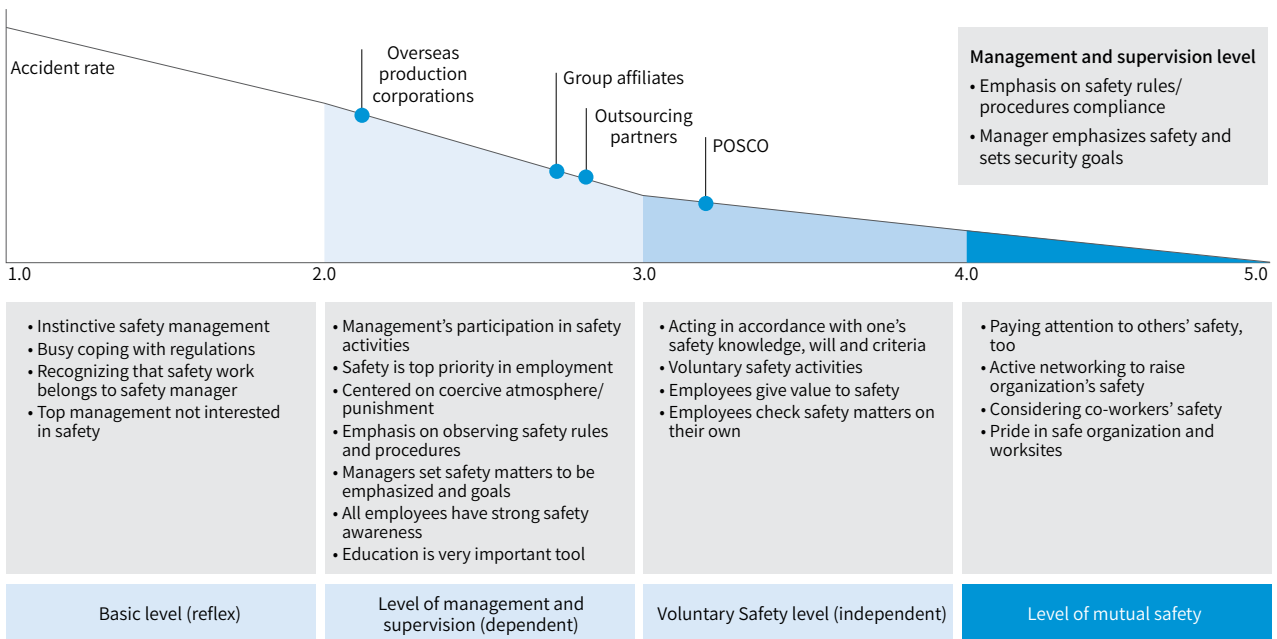 Accident rate
Overseas
production
corporations
Group affiliates
Outsourcing
partners
POSCO
Management and supervision level
• Emphasis on safety rules/
procedures compliance
• Manager emphasizes safety and
sets security goals
1.0
2.0
3.0
4.0
5.0
• Instinctive safety management
• Busy coping with regulations
• Recognizing that safety work
belongs to safety manager
• Top management not interested
in safety
• Management’s participation in safety
activities
• Safety is top priority in employment
• Centered on coercive atmosphere/
punishment
• Emphasis on observing safety rules
and procedures
• Managers set safety matters to be
emphasized and goals
• All employees have strong safety
awareness
• Education is very important tool
• Acting in accordance with one’s
safety knowledge, will and criteria
• Voluntary safety activities
• Employees give value to safety
• Employees check safety matters on
their own
• Paying attention to others’ safety,
too
• Active networking to raise
organization’s safety
• Considering co-workers’ safety
• Pride in safe organization and
worksites
Basic level (reflex)
Level of management and
supervision (dependent)
Voluntary Safety level (independent)
Level of mutual safety